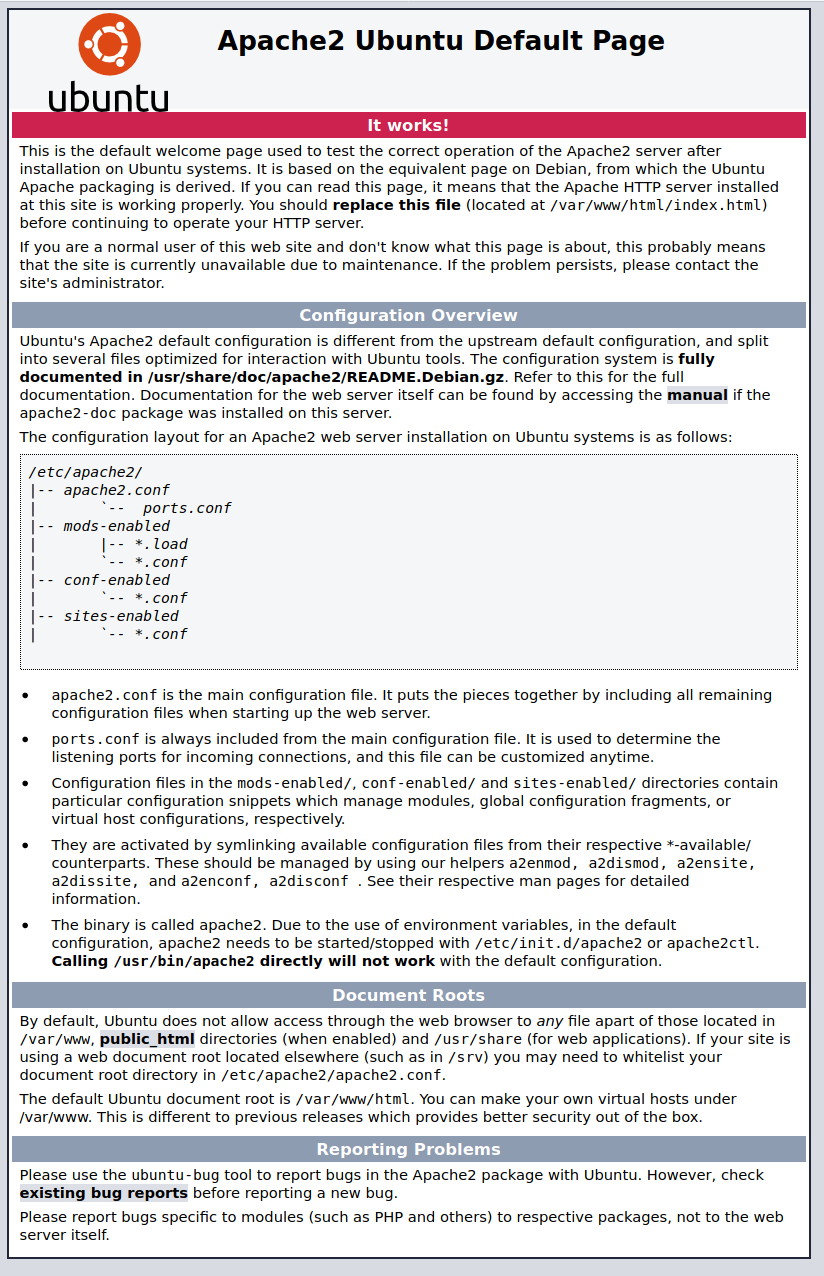 ubuntu
Apache2 Ubuntu Default Page
It works!
This is the default welcome page used to test the correct operation of the Apache2 server after
installation on Ubuntu systems. It is based on the equivalent page on Debian, from which the Ubuntu
Apache packaging is derived. If you can read this page, it means that the Apache HTTP server installed
at this site is working properly. You should replace this file (located at /var/www/html/index.html)
before continuing to operate your HTTP server.
If you are a normal user of this web site and don't know what this page is about, this probably means
that the site is currently unavailable due to maintenance. If the problem persists, please contact the
site's administrator.
Configuration Overview
Ubuntu's Apache2 default configuration is different from the upstream default configuration, and split
into several files optimized for interaction with Ubuntu tools. The configuration system is fully
documented in /usr/share/doc/apache2/README.Debian.gz. Refer to this for the full
documentation. Documentation for the web server itself can be found by accessing the manual if the
apache2-doc package was installed on this server.
The configuration layout for an Apache2 web server installation on Ubuntu systems is as follows:
/etc/apache2/
|-- apache2.conf
|       `--  ports.conf
|-- mods-enabled
|       |-- *.load
|       `-- *.conf
|-- conf-enabled
|       `-- *.conf
|-- sites-enabled
|       `-- *.conf
• apache2.conf is the main configuration file. It puts the pieces together by including all remaining
configuration files when starting up the web server.
• ports.conf is always included from the main configuration file. It is used to determine the
listening ports for incoming connections, and this file can be customized anytime.
• Configuration files in the mods-enabled/, conf-enabled/ and sites-enabled/ directories contain
particular configuration snippets which manage modules, global configuration fragments, or
virtual host configurations, respectively.
• They are activated by symlinking available configuration files from their respective *-available/
counterparts. These should be managed by using our helpers a2enmod, a2dismod, a2ensite,
a2dissite, and a2enconf, a2disconf . See their respective man pages for detailed
information.
• The binary is called apache2. Due to the use of environment variables, in the default
configuration, apache2 needs to be started/stopped with /etc/init.d/apache2 or apache2ctl.
Calling /usr/bin/apache2 directly will not work with the default configuration.
Document Roots
By default, Ubuntu does not allow access through the web browser to any file apart of those located in
/var/www, public_html directories (when enabled) and /usr/share (for web applications). If your site is
using a web document root located elsewhere (such as in /srv) you may need to whitelist your
document root directory in /etc/apache2/apache2.conf.
The default Ubuntu document root is /var/www/html. You can make your own virtual hosts under
/var/www. This is different to previous releases which provides better security out of the box.
Reporting Problems
Please use the ubuntu-bug tool to report bugs in the Apache2 package with Ubuntu. However, check
existing bug reports before reporting a new bug.
Please report bugs specific to modules (such as PHP and others) to respective packages, not to the web
server itself.